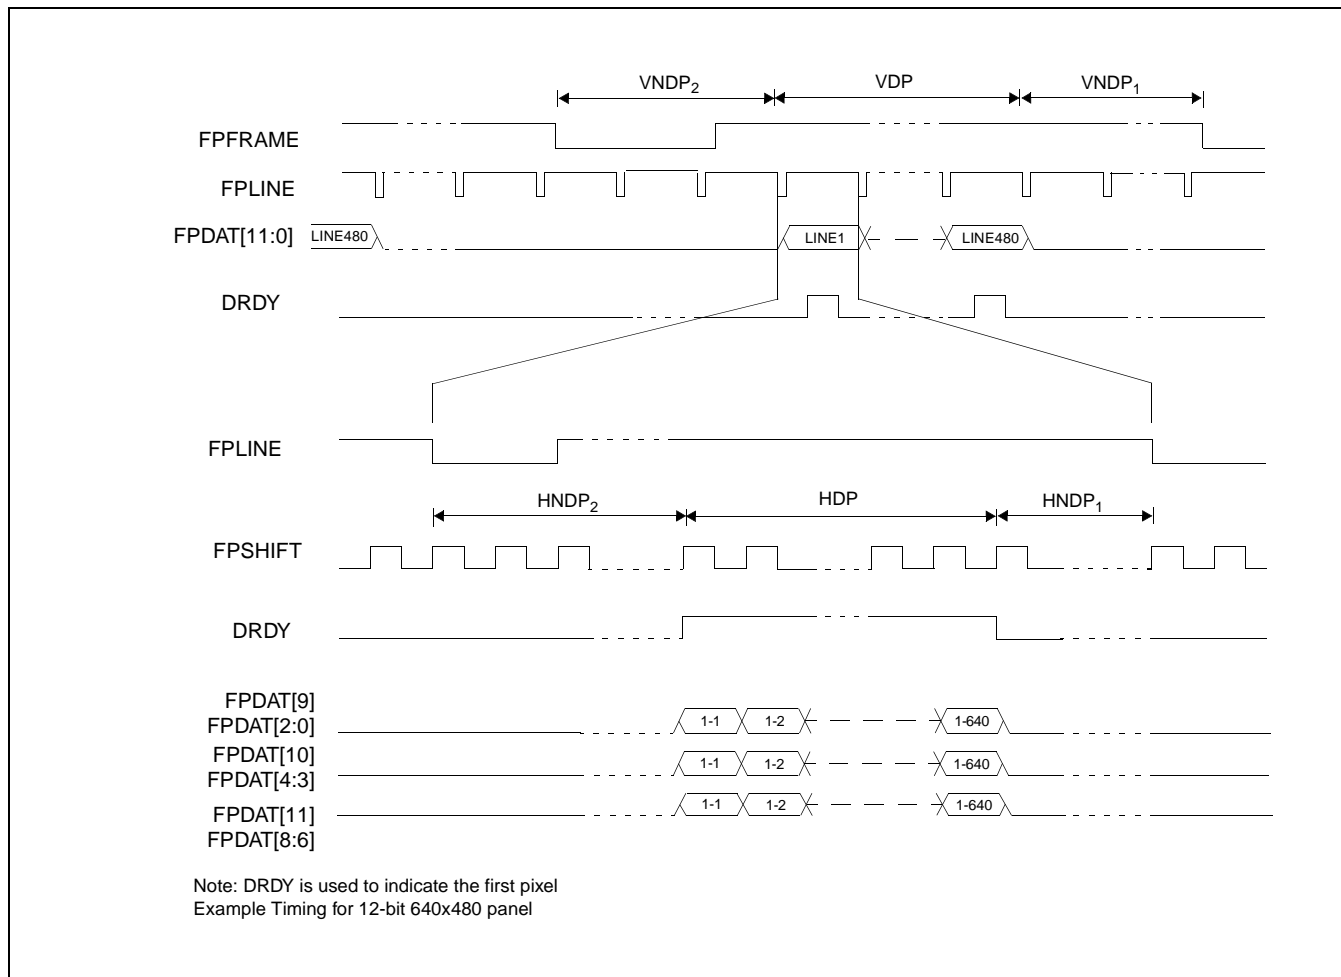 VNDP2 VDP VNDP1
FPFRAME
FPLINE
FPDAT[11:0] LINE480 LINE1 LINE480
DRDY
FPLINE
HNDP2 HDP HNDP1
FPSHIFT
DRDY
FPDAT[9]
FPDAT[2:0] 1-1 1-2 1-640
FPDAT[10]
FPDAT[4:3] 1-1 1-2 1-640
FPDAT[11] 1-1 1-2 1-640
FPDAT[8:6]
Note: DRDY is used to indicate the first pixel
Example Timing for 12-bit 640x480 panel